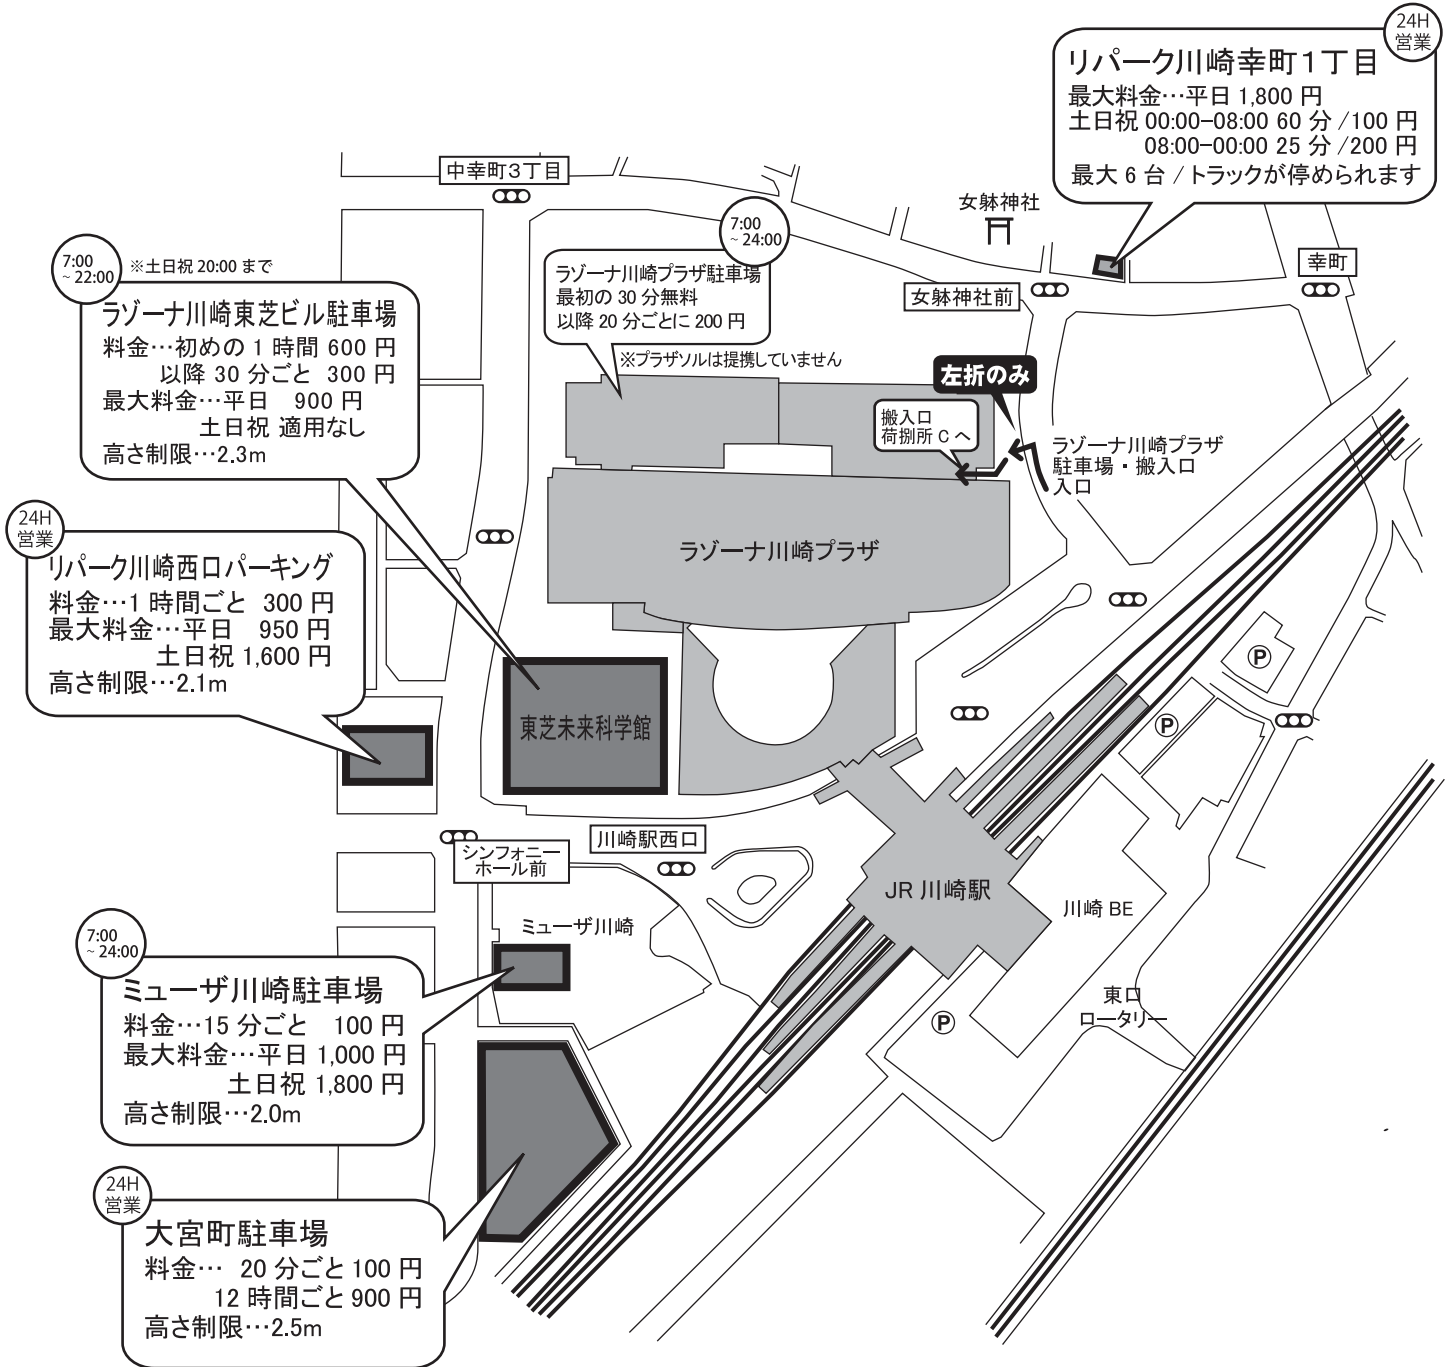 24H
営業
リパーク川崎幸町1丁目
最大料金…平日 1,800 円
土日祝 00:00-08:00 60 分 /100 円
08:00-00:00 25 分 /200 円
最大 6 台 / トラックが停められます
中幸町3丁目
女躰神社
幸町
女躰神社前
7:00
~ 24:00
ラゾーナ川崎プラザ駐車場
最初の 30 分無料
以降 20 分ごとに 200 円
※プラザソルは提携していません
7:00
~ 22:00
※土日祝 20:00 まで
ラゾーナ川崎東芝ビル駐車場
料金…初めの 1 時間 600 円
以降 30 分ごと 300 円
最大料金…平日 900 円
土日祝 適用なし
高さ制限…2.3m
左折のみ
搬入口
荷捌所 C へ
ラゾーナ川崎プラザ
駐車場・搬入口
入口
ラゾーナ川崎プラザ
24H
営業
リパーク川崎西口パーキング
料金…1 時間ごと 300 円
最大料金…平日 950 円
土日祝 1,600 円
高さ制限…2.1m
東芝未来科学館
P
P
川崎駅西口
シンフォニー
ホール前
JR 川崎駅
川崎 BE
ミューザ川崎
東口
ロータリー
P
7:00
~ 24:00
ミューザ川崎駐車場
料金…15 分ごと 100 円
最大料金…平日 1,000 円
土日祝 1,800 円
高さ制限…2.0m
24H
営業
大宮町駐車場
料金… 20 分ごと 100 円
12 時間ごと 900 円
高さ制限…2.5m